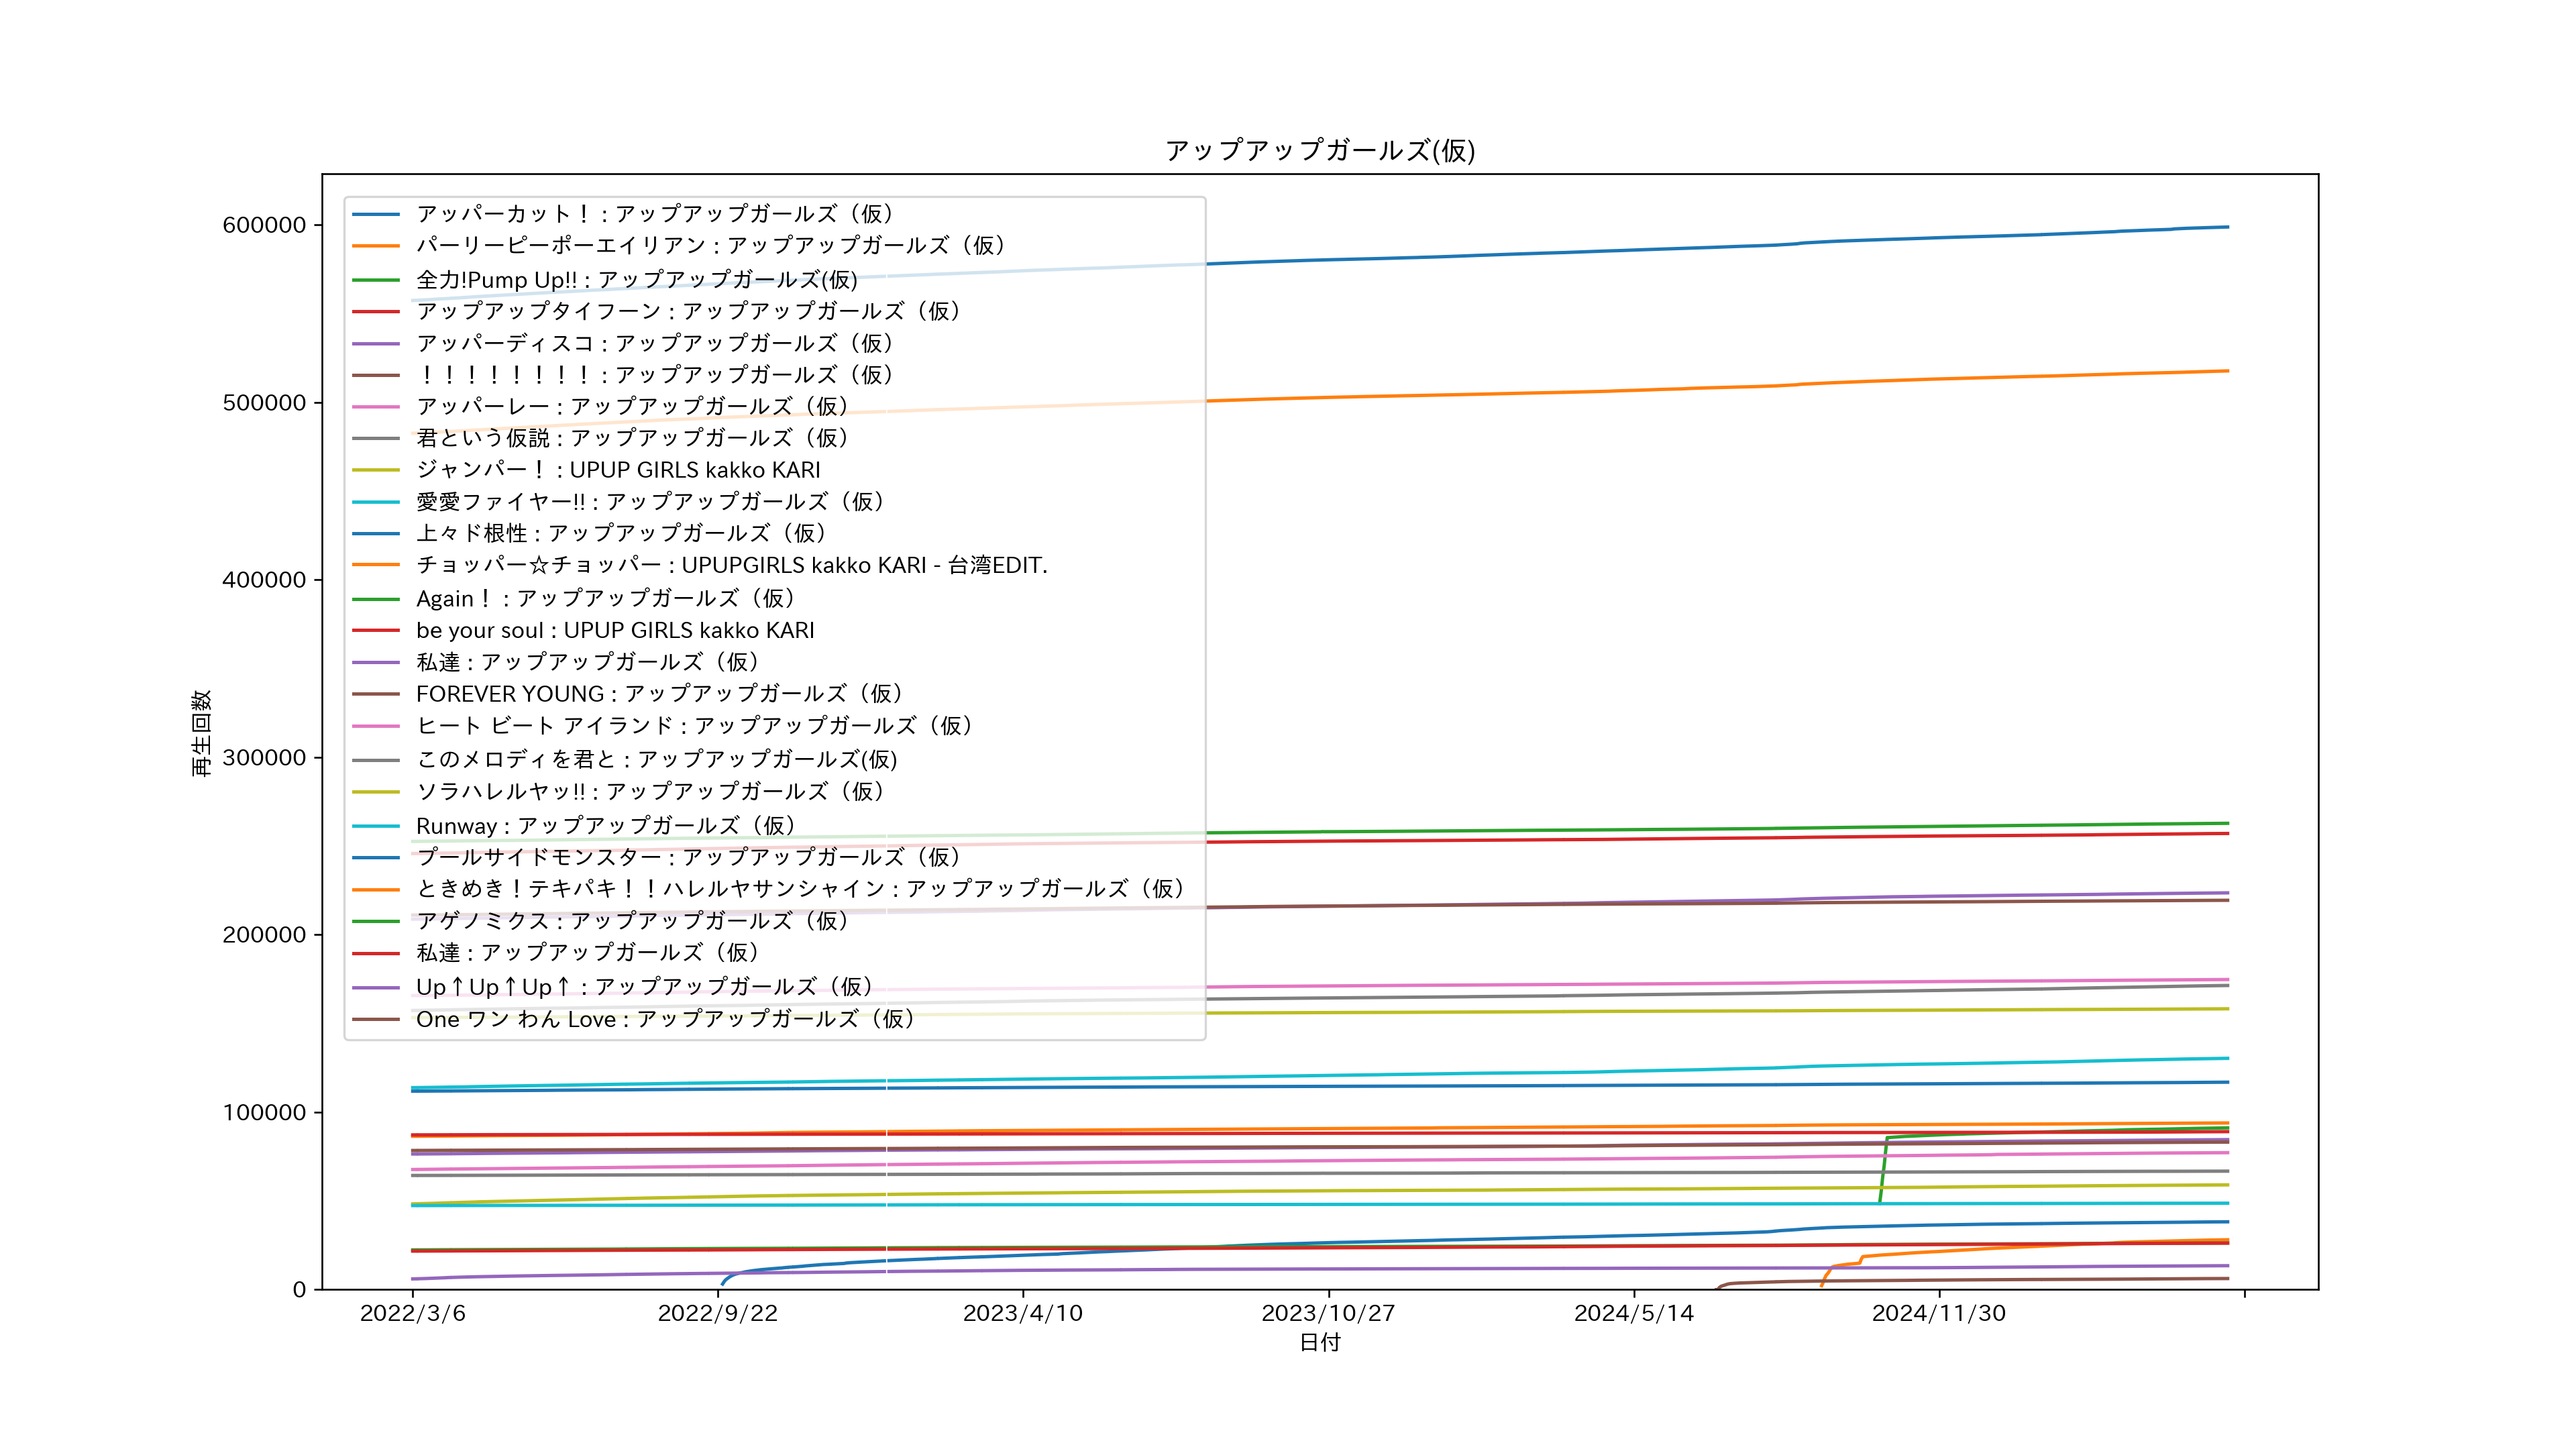 アップアップガールズ(仮)
アッパーカット！ : アップアップガールズ（仮）
パーリーピーポーエイリアン : アップアップガールズ（仮）
全力!Pump Up!! : アップアップガールズ(仮)
アップアップタイフーン : アップアップガールズ（仮）
アッパーディスコ : アップアップガールズ（仮）
！！！！！！！！ : アップアップガールズ（仮）
アッパーレー : アップアップガールズ（仮）
君という仮説 : アップアップガールズ（仮）
ジャンパー！ : UPUP GIRLS kakko KARI
愛愛ファイヤー!! : アップアップガールズ（仮）
上々ド根性 : アップアップガールズ（仮）
チョッパー☆チョッパー : UPUPGIRLS kakko KARI - 台湾EDIT.
Again！ : アップアップガールズ（仮）
be your soul : UPUP GIRLS kakko KARI
私達 : アップアップガールズ（仮）
FOREVER YOUNG : アップアップガールズ（仮）
ヒート ビート アイランド : アップアップガールズ（仮）
このメロディを君と : アップアップガールズ(仮)
ソラハレルヤッ!! : アップアップガールズ（仮）
Runway : アップアップガールズ（仮）
プールサイドモンスター : アップアップガールズ（仮）
ときめき！テキパキ！！ハレルヤサンシャイン : アップアップガールズ（仮）
アゲノミクス : アップアップガールズ（仮）
私達 : アップアップガールズ（仮）
Up↑Up↑Up↑ : アップアップガールズ（仮）
One ワン わん Love : アップアップガールズ（仮）
600000
500000
400000
300000
200000
100000
0
再生回数
2022/3/6 2022/9/22 2023/4/10 2023/10/27 2024/5/14 2024/11/30
日付